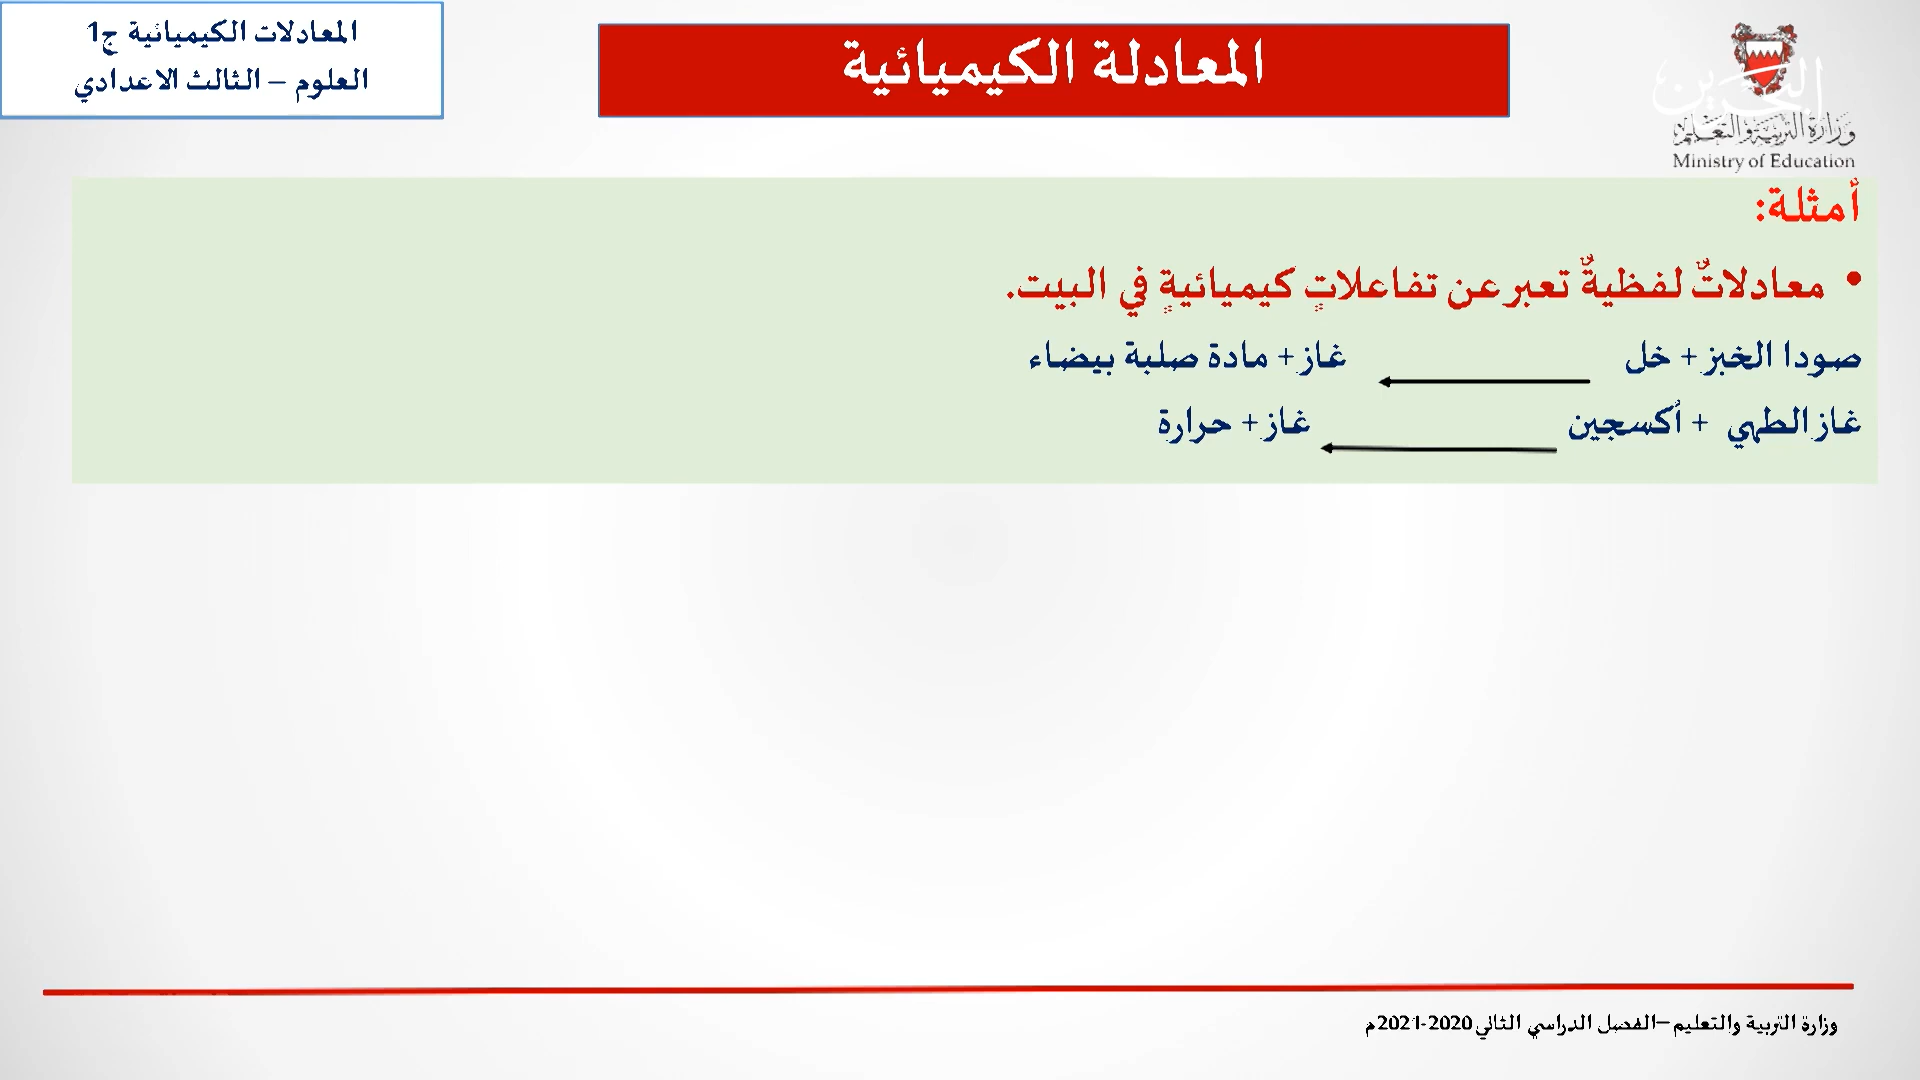 المعادلات الكيميائية ج1
العلوم – الثالث الاعدادي
المعادلة الكيميائية
البحرين
وزارة التربية والتعليم
Ministry of Education
أمثلة:
• معادلاتٌ لفظيةٌ تعبر عن تفاعلاتٍ كيميائيةٍ في البيت.
صودا الخبز + خل ← غاز + مادة صلبة بيضاء
غاز الطهي + أكسجين ← غاز + حرارة
وزارة التربية والتعليم –الفصل الدراسي الثاني 2020-2021م